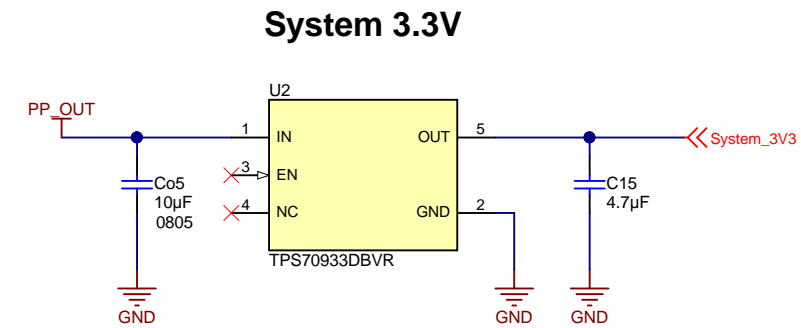 System 3.3V
U2
PP_OUT
1
IN
OUT
5
System_3V3
3
EN
Co5
10µF
0805
C15
4.7µF
4
NC
GND
2
TPS70933DBVR
GND
GND
GND